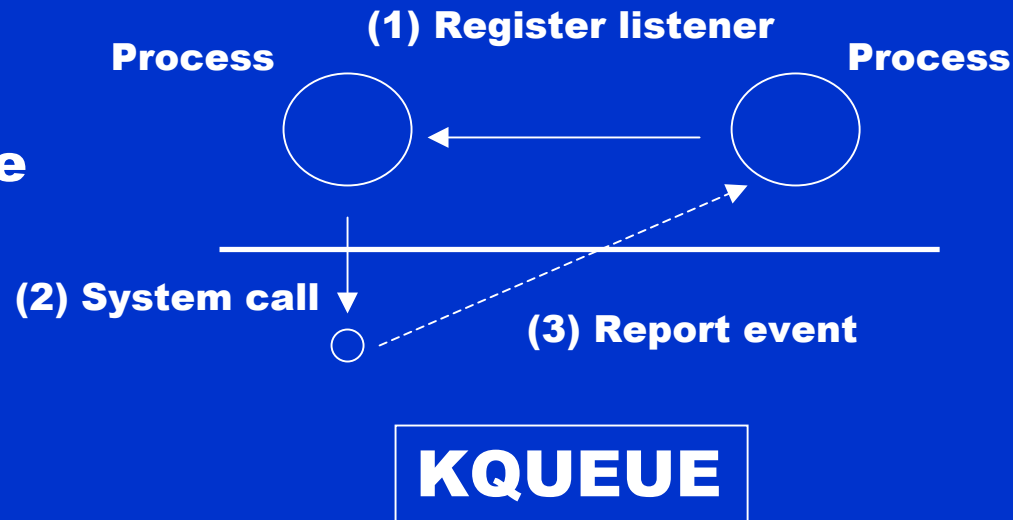 (1) Register listener
Process
Process
e
(2) System call
(3) Report event
KQUEUE